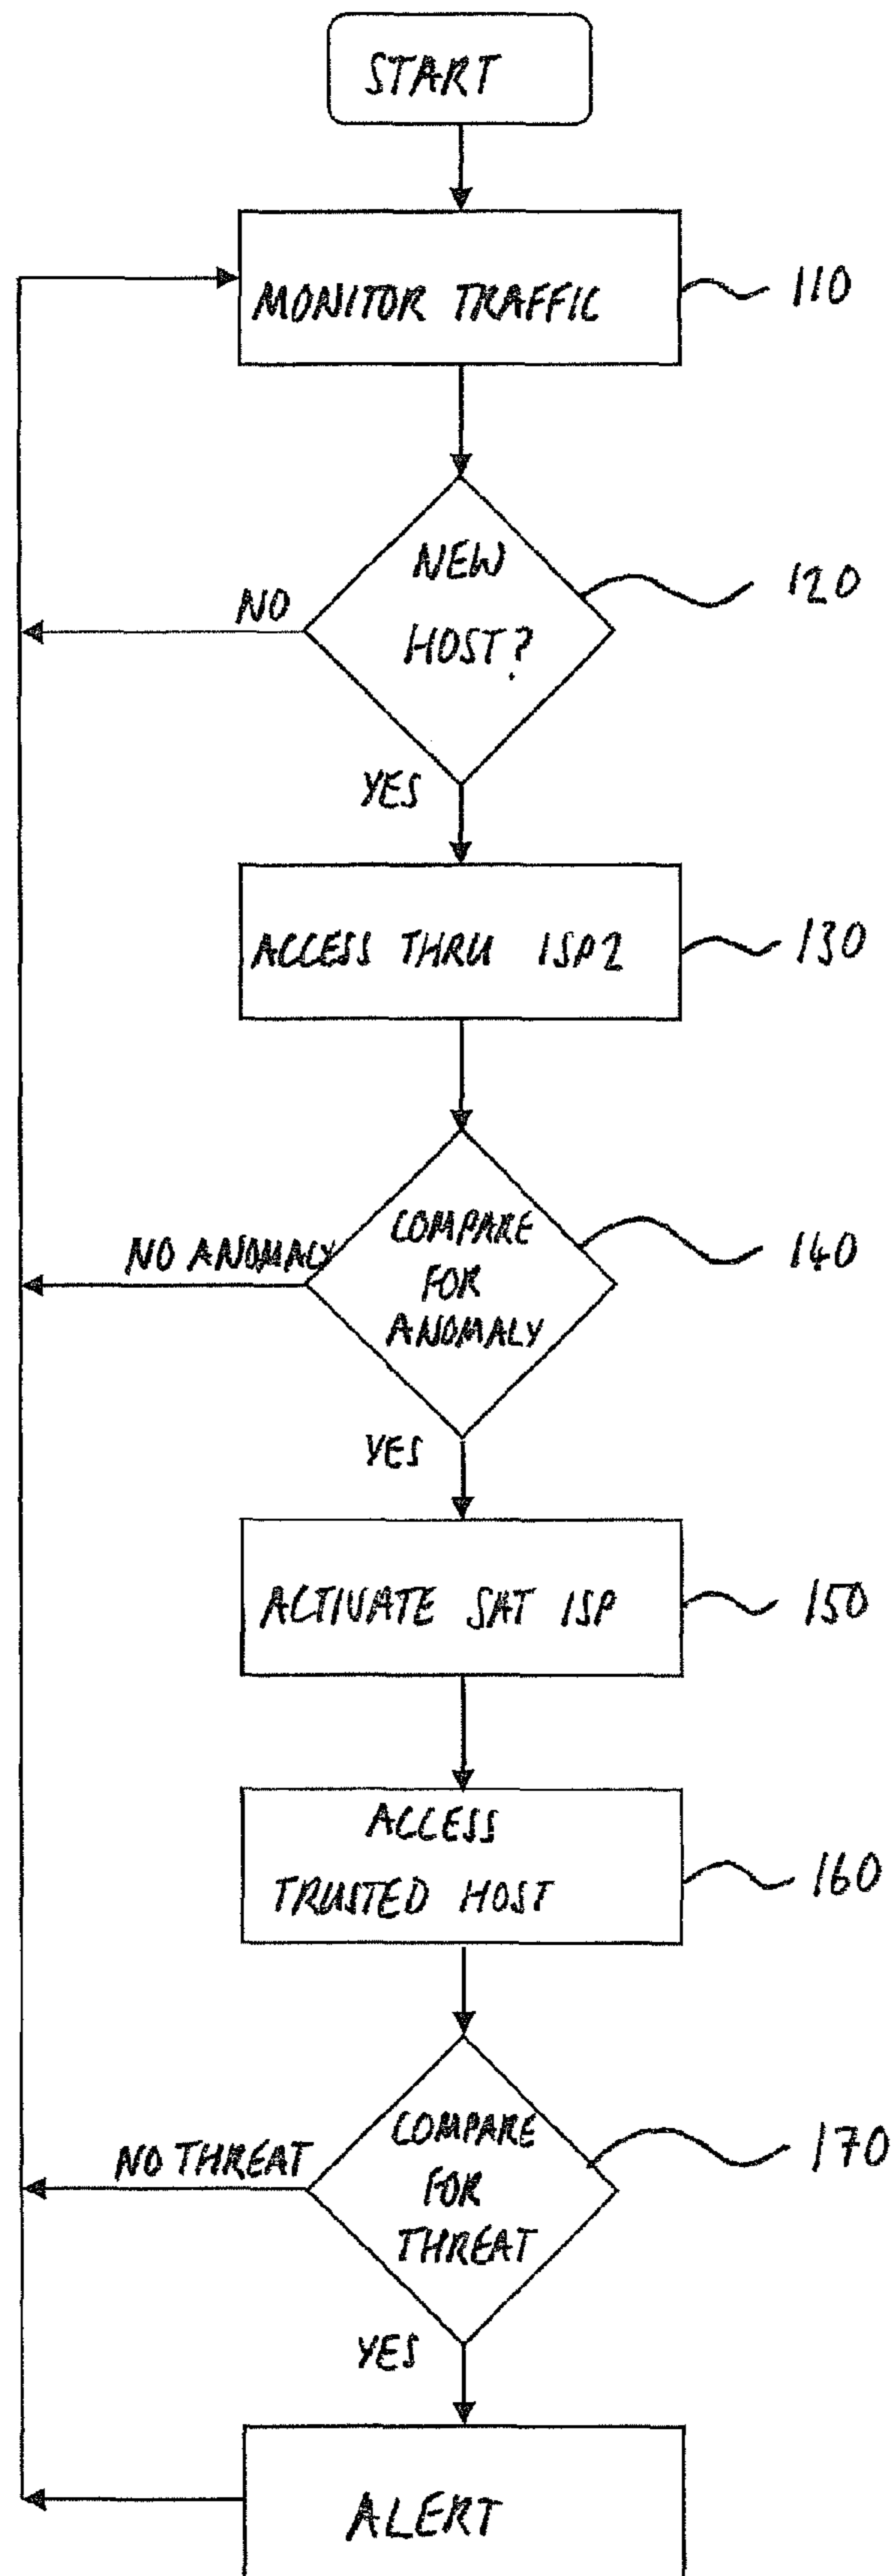 START
MONITOR TRAFFIC
110
NEW
HOST?
120
NO
YES
ACCESS THRU ISP2
130
COMPARE
FOR
ANOMALY
140
NO ANOMALY
YES
ACTIVATE SAT ISP
150
ACCESS
TRUSTED HOST
160
COMPARE
FOR
THREAT
170
NO THREAT
YES
ALERT